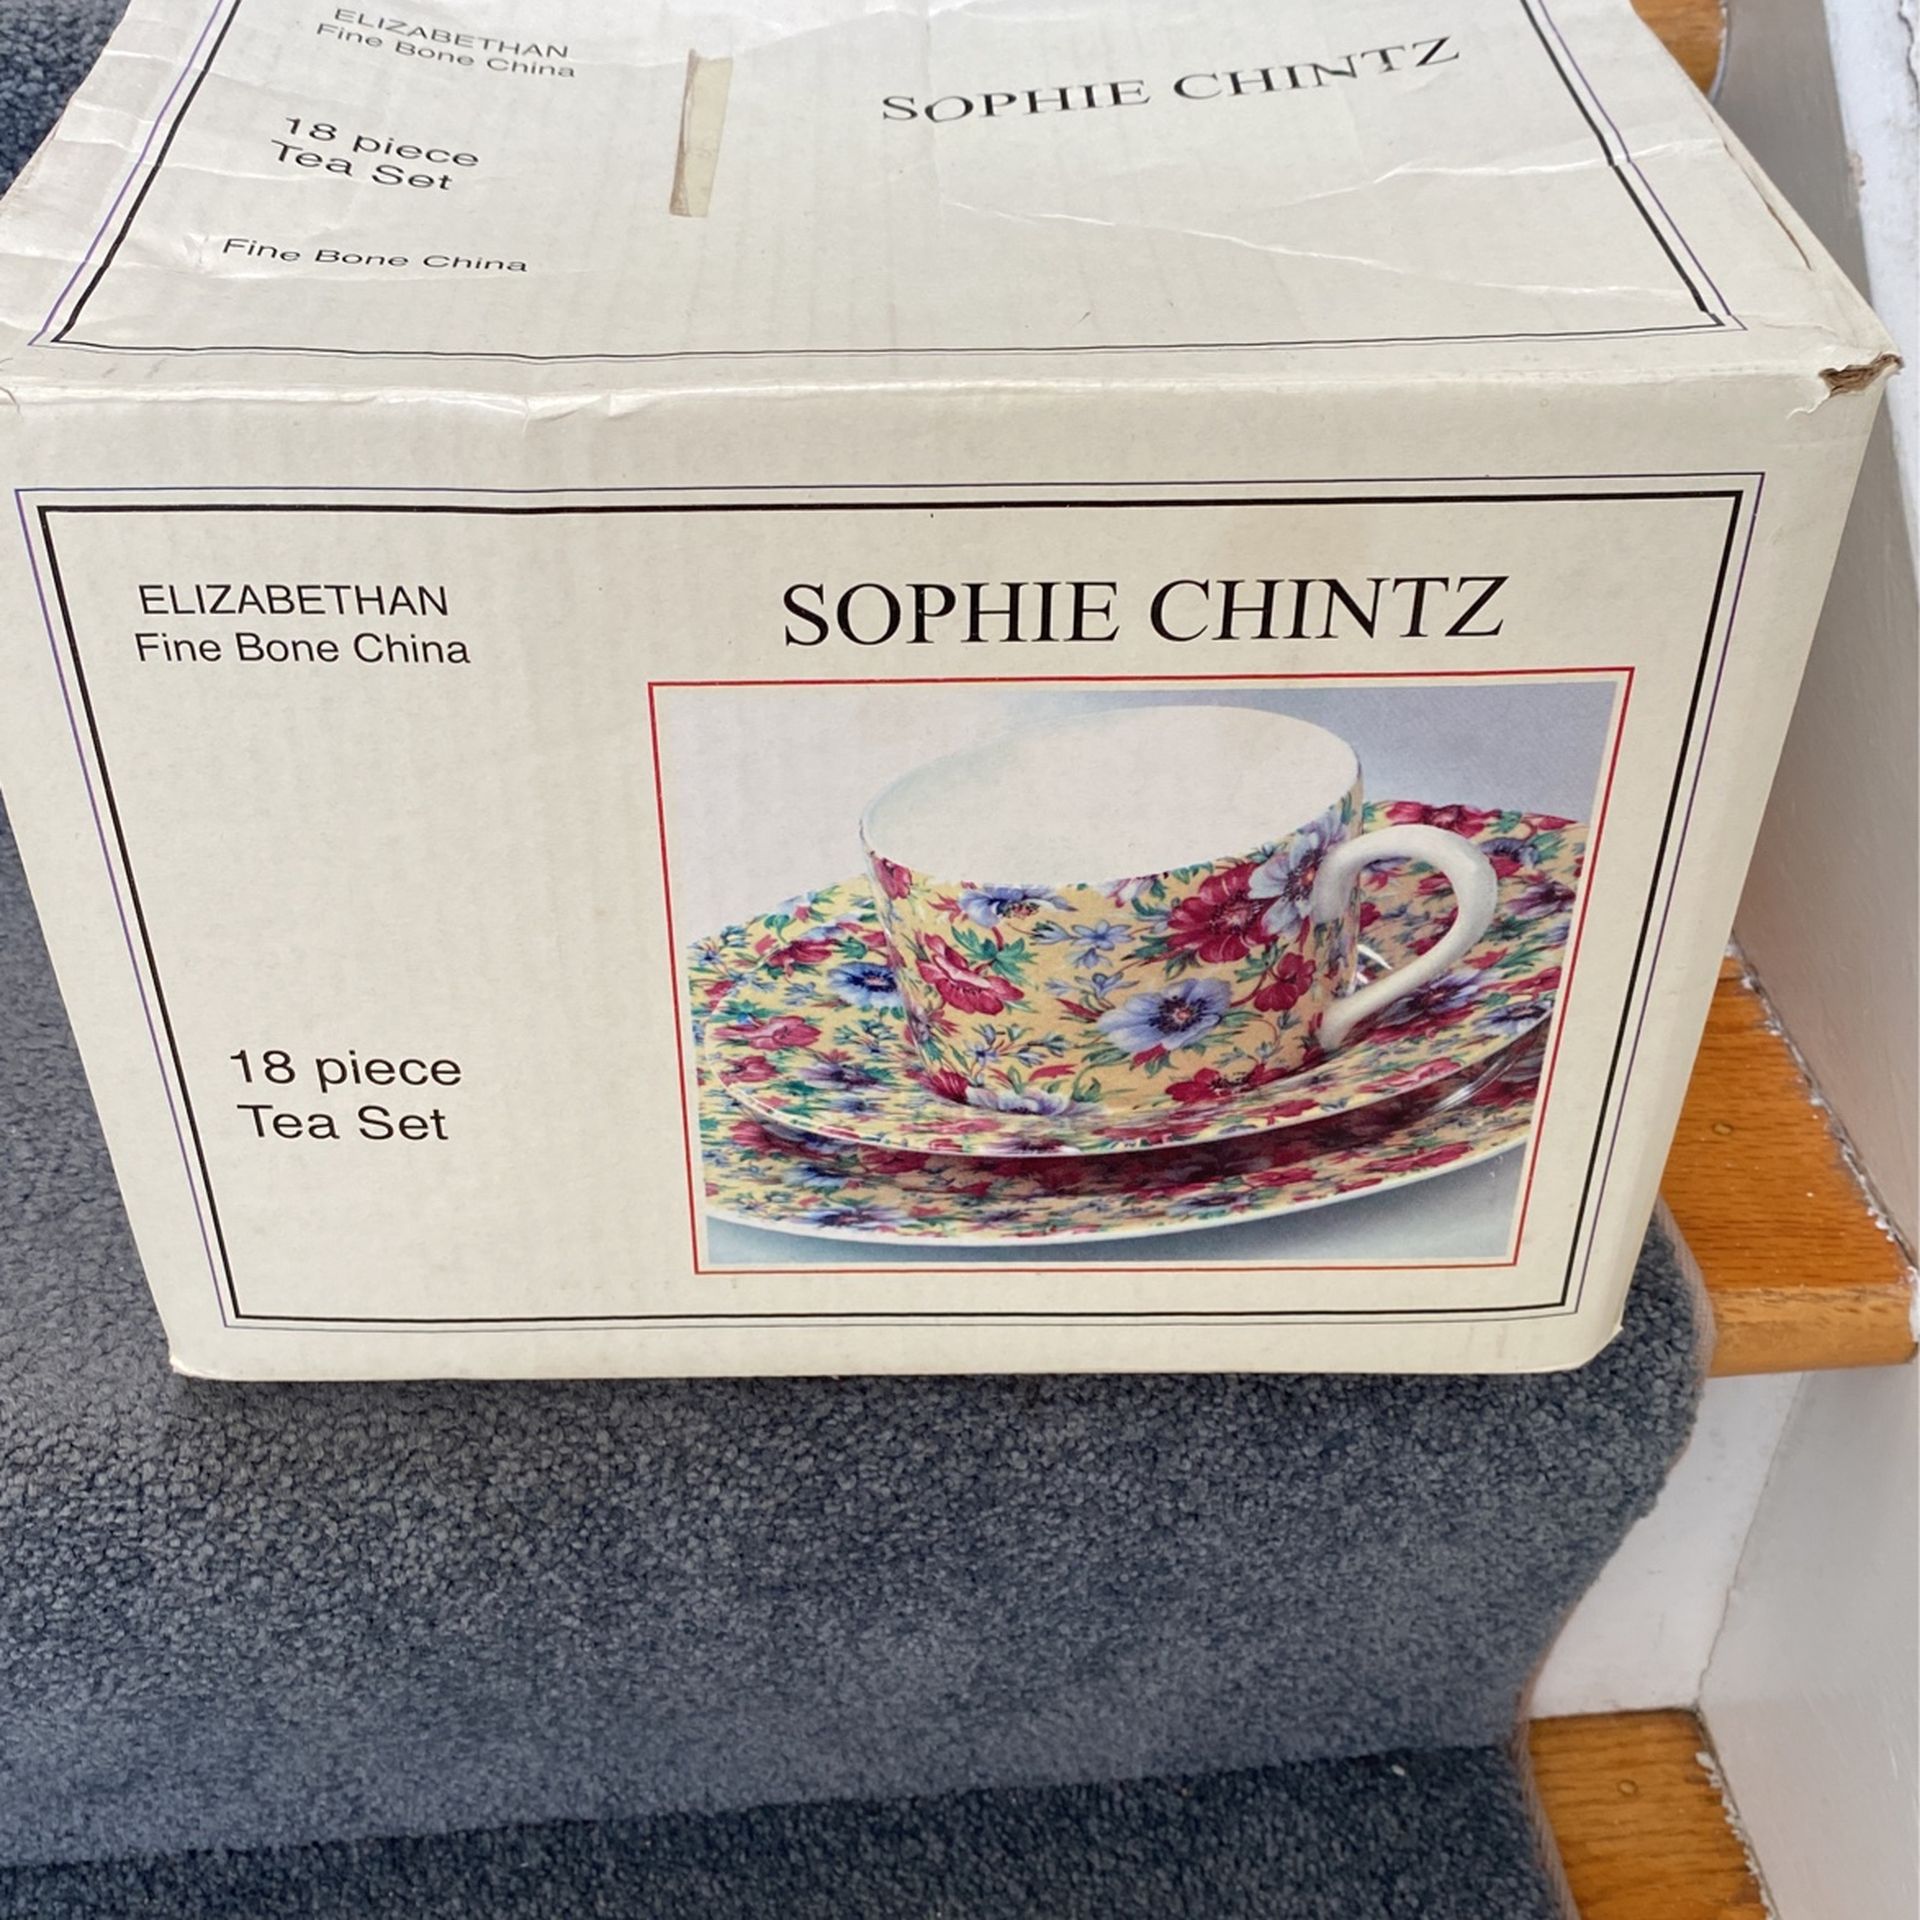 ELIZABETHAN
Fine Bone China
SOPHIE CHINTZ
18 piece
Tea Set
Fine Bone China
ELIZABETHAN
Fine Bone China
SOPHIE CHINTZ
18 piece
Tea Set